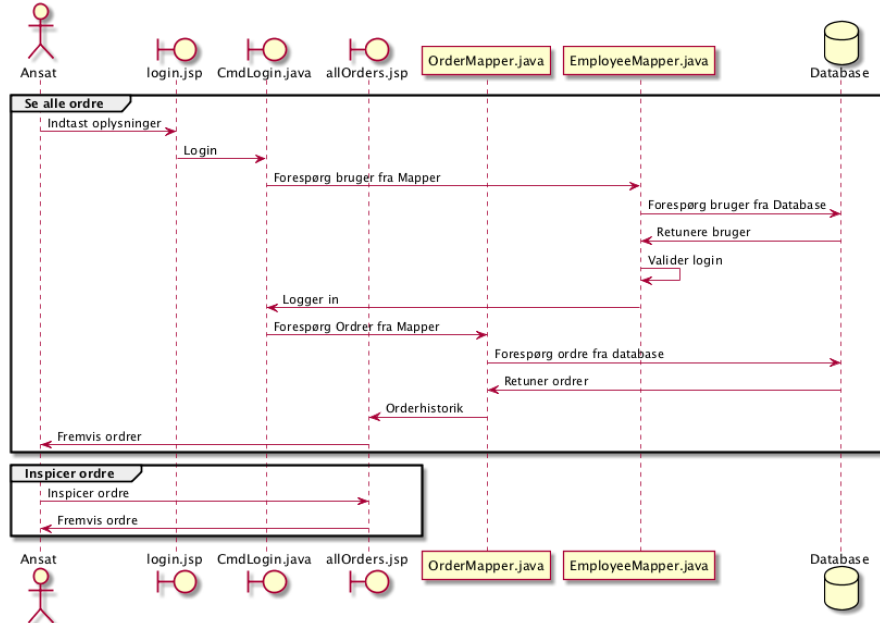 Ansat
login.jsp
CmdLogin.java
allOrders.jsp
OrderMapper.java
EmployeeMapper.java
Database
Se alle ordre
Indtast oplysninger
Login
Forespørg bruger fra Mapper
Forespørg bruger fra Database
Retunere bruger
Valider login
Logger in
Forespørg Ordrer fra Mapper
Forespørg ordre fra database
Retuner ordrer
Orderhistorik
Fremvis ordrer
Inspicer ordre
Inspicer ordre
Fremvis ordre
Ansat
login.jsp
CmdLogin.java
allOrders.jsp
OrderMapper.java
EmployeeMapper.java
Database